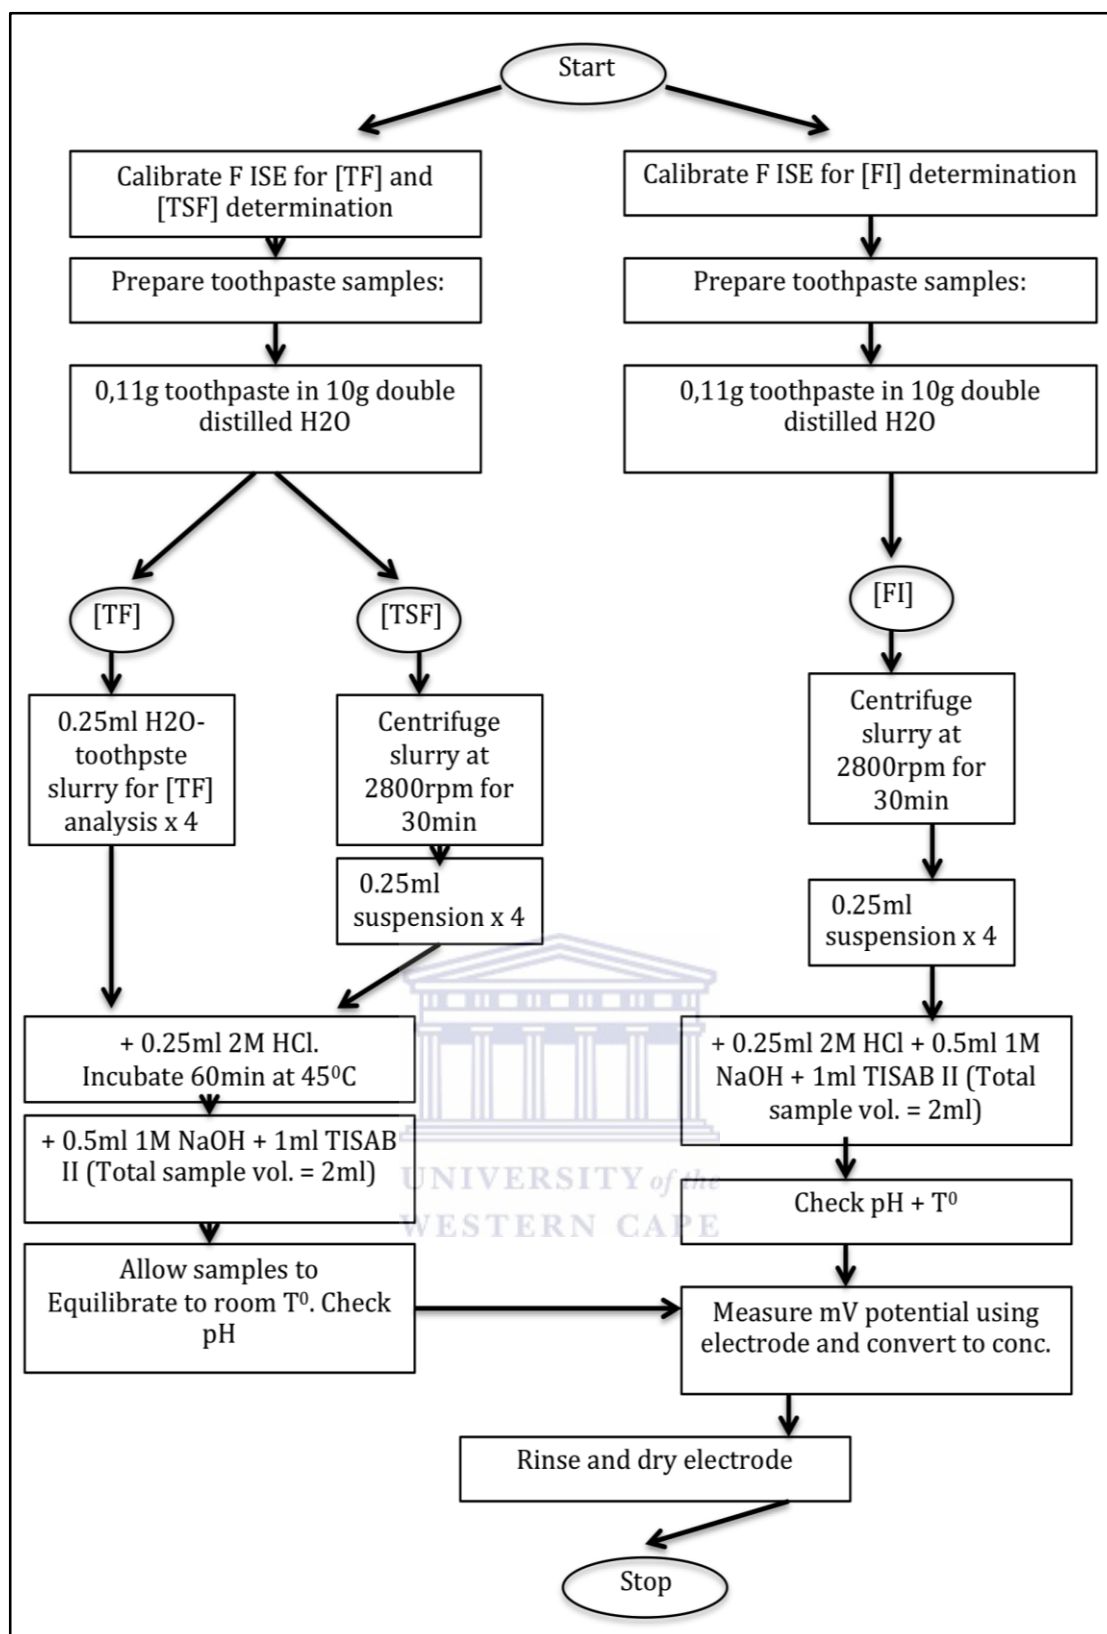 Start
Calibrate F ISE for [TF] and
[TSF] determination
Calibrate F ISE for [FI] determination
Prepare toothpaste samples:
Prepare toothpaste samples:
0,11g toothpaste in 10g double
distilled H2O
0,11g toothpaste in 10g double
distilled H2O
[TF]
[TSF]
[FI]
0.25ml H2O-
toothpste
slurry for [TF]
analysis x 4
Centrifuge
slurry at
2800rpm for
30min
Centrifuge
slurry at
2800rpm for
30min
0.25ml
suspension x 4
0.25ml
suspension x 4
+ 0.25ml 2M HCl.
Incubate 60min at 45⁰C
+ 0.25ml 2M HCl + 0.5ml 1M
NaOH + 1ml TISAB II (Total
sample vol. = 2ml)
+ 0.5ml 1M NaOH + 1ml TISAB
II (Total sample vol. = 2ml)
UNIVERSITY of the
WESTERN CAPE
Check pH + T⁰
Allow samples to
Equilibrate to room T⁰. Check
pH
Measure mV potential using
electrode and convert to conc.
Rinse and dry electrode
Stop